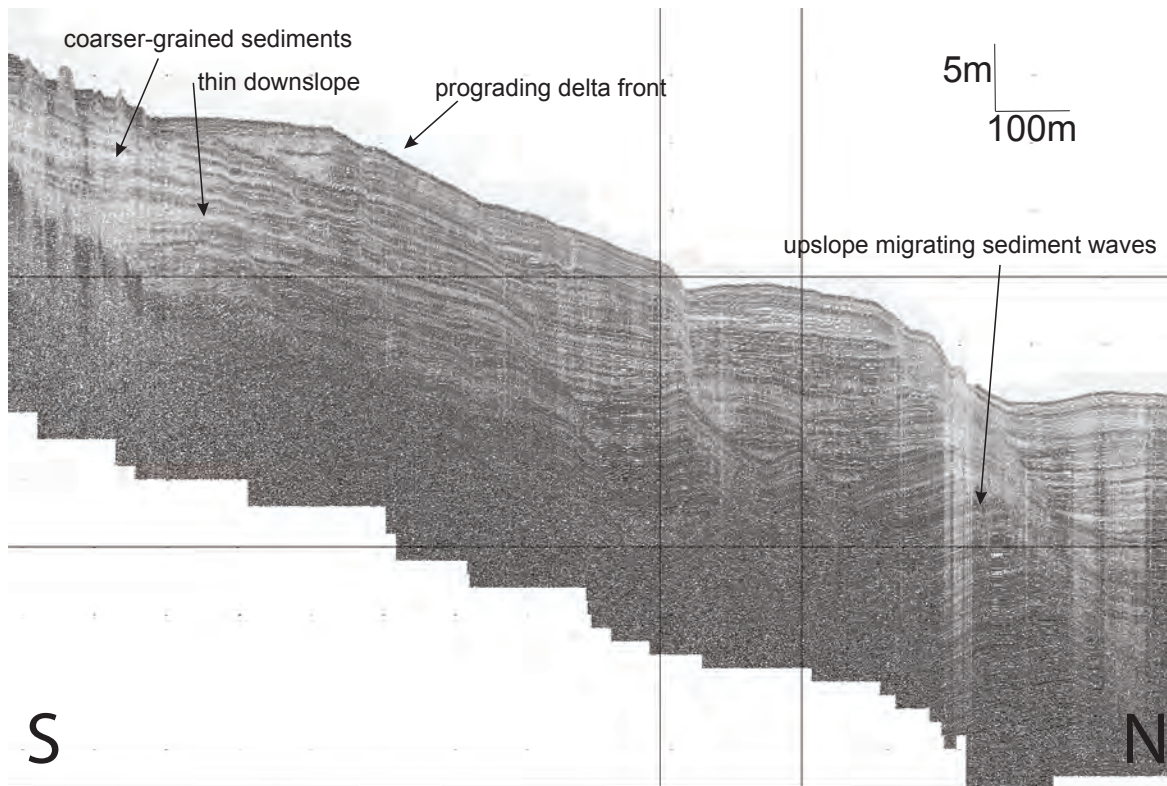 coarser-grained sediments
thin downslope
prograding delta front
5m
100m
upslope migrating sediment waves
S
N